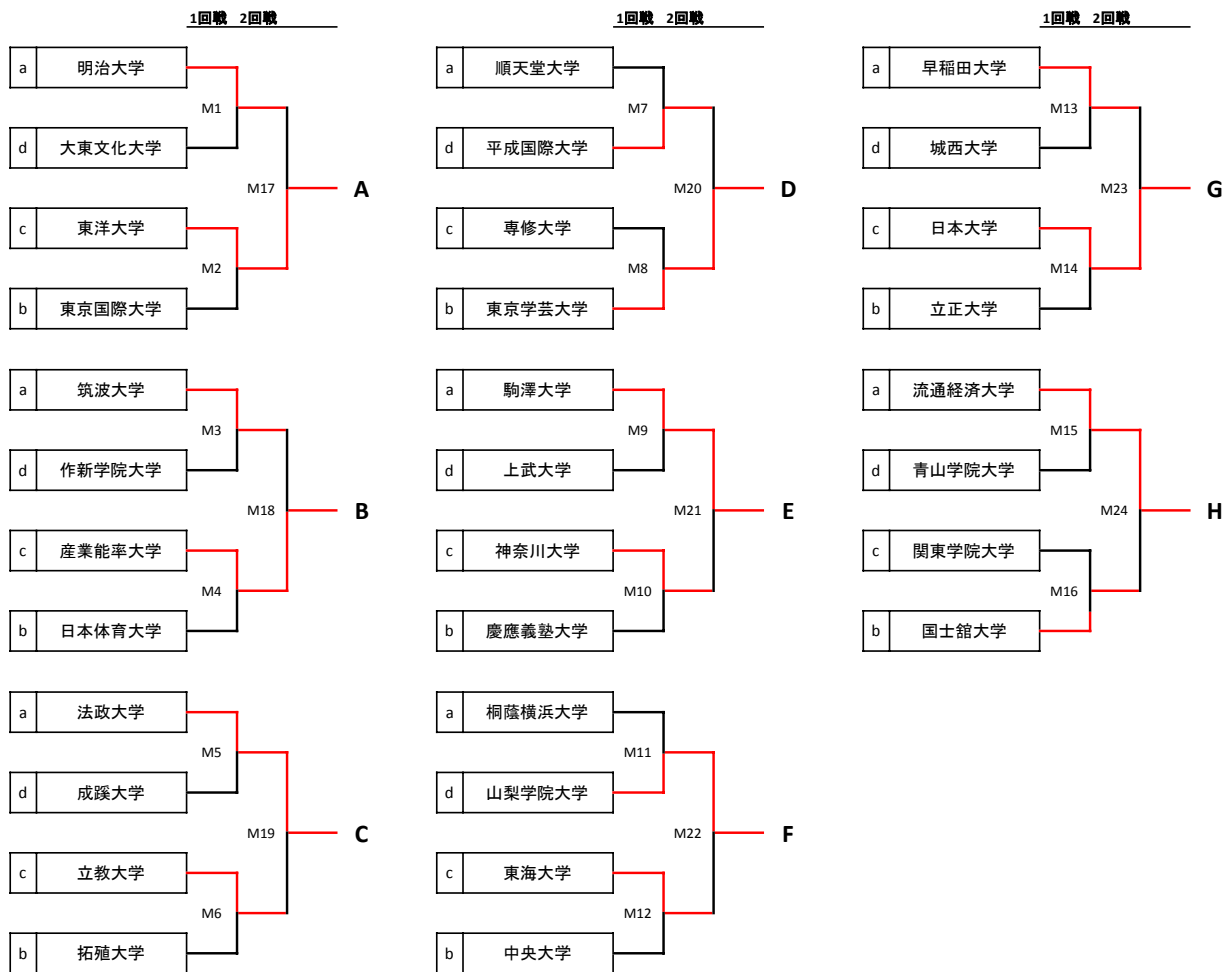 1回戦 2回戦
a 明治大学
M1
d 大東文化大学
M17 A
c 東洋大学
M2
b 東京国際大学
a 筑波大学
M3
d 作新学院大学
M18 B
c 産業能率大学
M4
b 日本体育大学
a 法政大学
M5
d 成蹊大学
M19 C
c 立教大学
M6
b 拓殖大学
1回戦 2回戦
a 順天堂大学
M7
d 平成国際大学
M20 D
c 専修大学
M8
b 東京学芸大学
a 駒澤大学
M9
d 上武大学
M21 E
c 神奈川大学
M10
b 慶應義塾大学
a 桐蔭横浜大学
M11
d 山梨学院大学
M22 F
c 東海大学
M12
b 中央大学
1回戦 2回戦
a 早稲田大学
M13
d 城西大学
M23 G
c 日本大学
M14
b 立正大学
a 流通経済大学
M15
d 青山学院大学
M24 H
c 関東学院大学
M16
b 国士舘大学